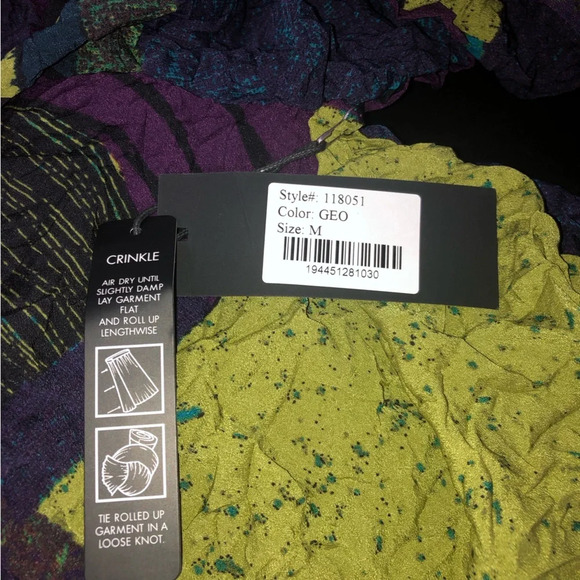 Style#: 118051
Color: GEO
Size: M
194451281030
CRINKLE
AIR DRY UNTIL
SLIGHTLY DAMP
LAY GARMENT
FLAT
AND ROLL UP
LENGTHWISE
TIE ROLLED UP
GARMENT IN A
LOOSE KNOT.